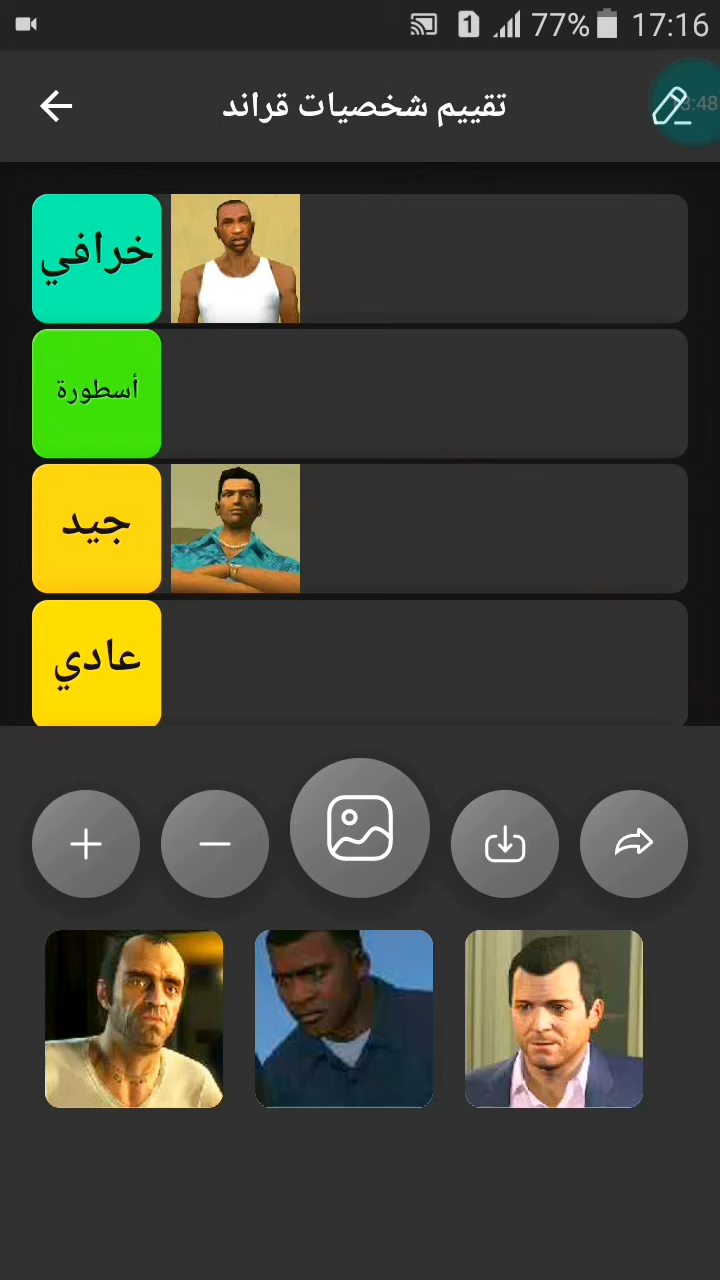 1 77% 17:16
تقييم شخصيات قراند
خرافي
أسطورة
جيد
عادي